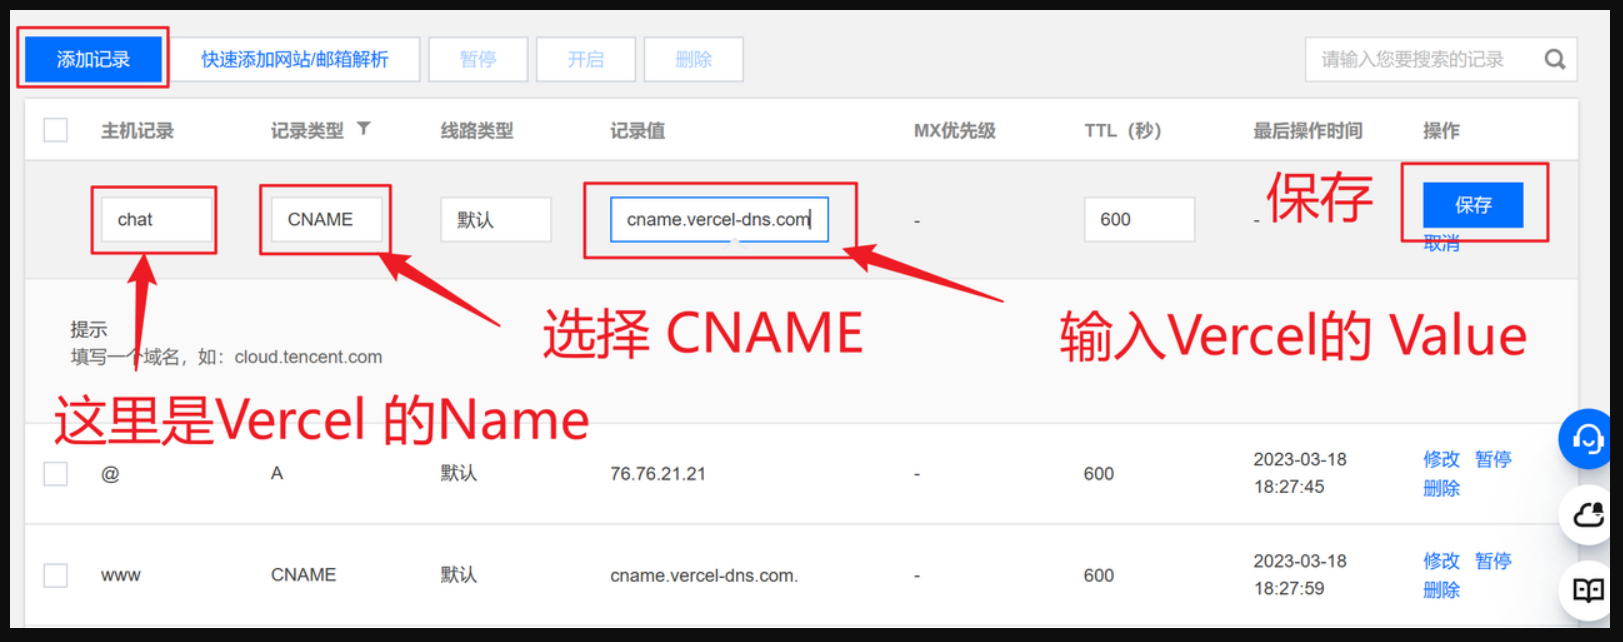 添加记录 快速添加网站/邮箱解析 暂停 开启 删除 请输入您要搜索的记录
主机记录 记录类型 线路类型 记录值 MX优先级 TTL（秒） 最后操作时间 操作
chat CNAME 默认 cname.vercel-dns.com - 600 - 保存 保存
取消
选择 CNAME
输入Vercel的 Value
提示
填写一个域名，如：cloud.tencent.com
这里是Vercel 的Name
@ A 默认 76.76.21.21 - 600 2023-03-18 修改 暂停
18:27:45 删除
www CNAME 默认 cname.vercel-dns.com. - 600 2023-03-18 修改 暂停
18:27:59 删除